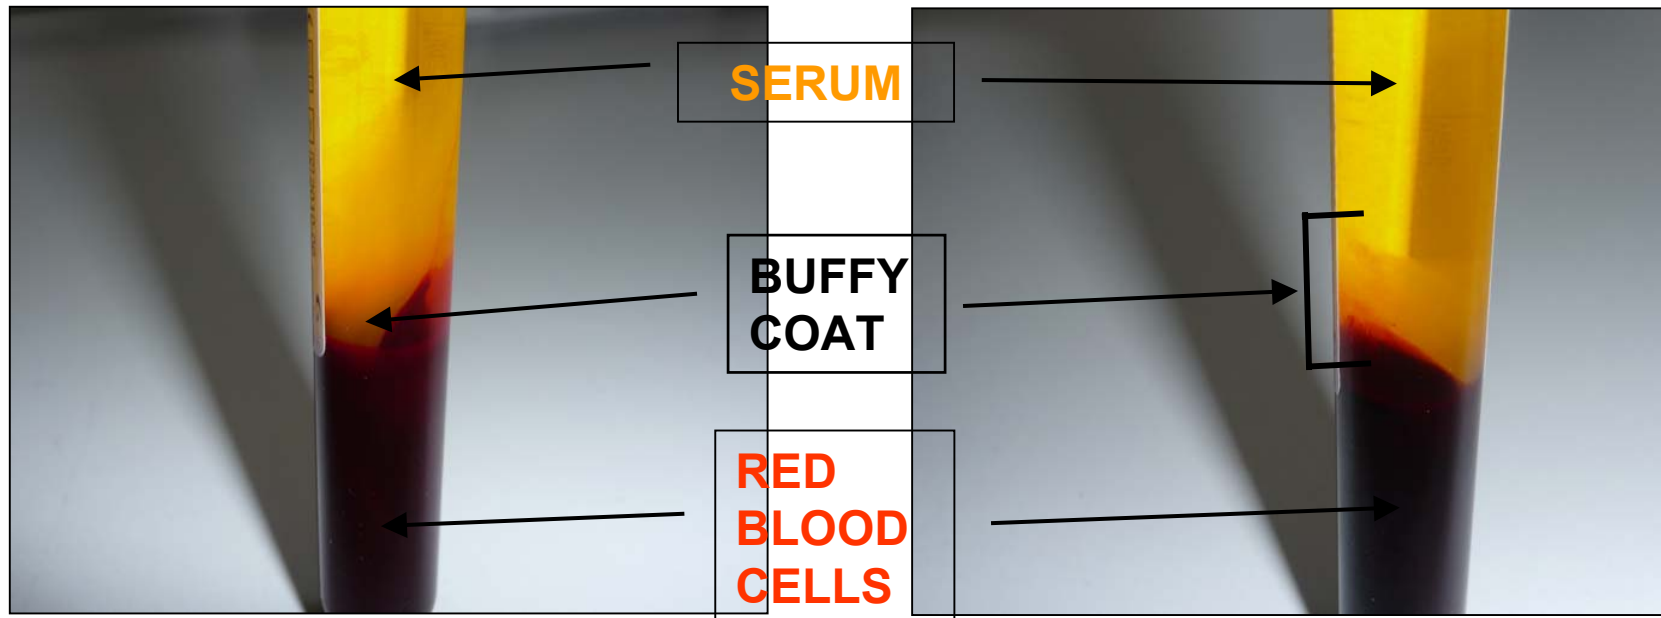 SERUM
BUFFY
COAT
RED
BLOOD
CELLS